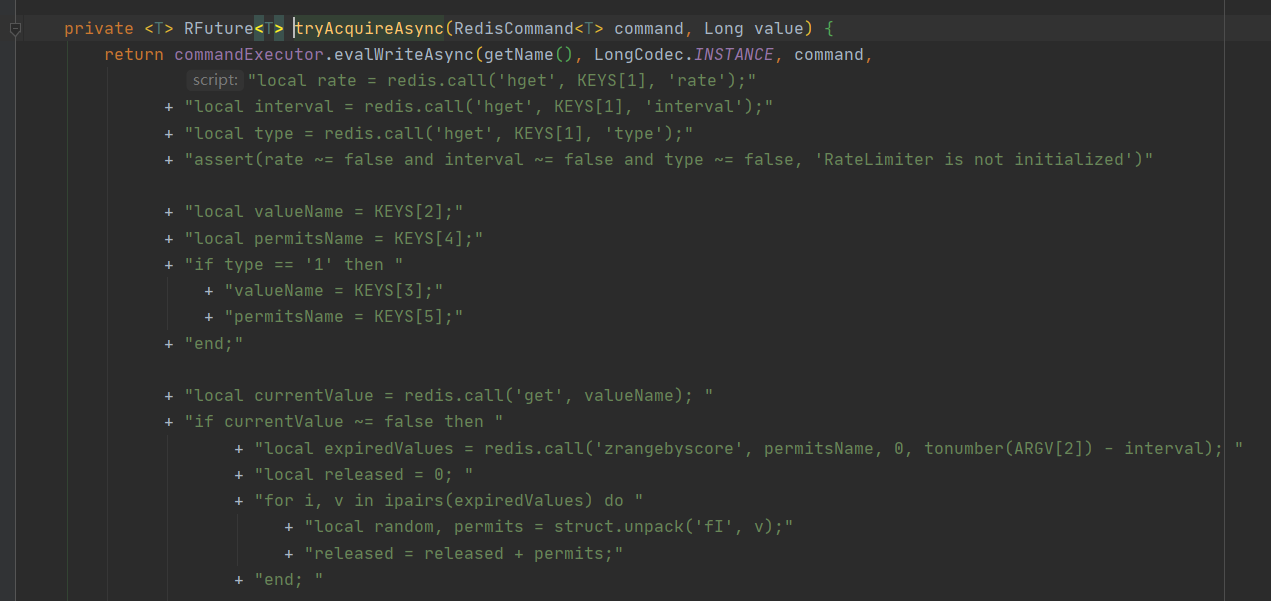 private <T> RFuture<T> tryAcquireAsync(RedisCommand<T> command, Long value) {
return commandExecutor.evalWriteAsync(getName(), LongCodec.INSTANCE, command,
script: "local rate = redis.call('hget', KEYS[1], 'rate');"
+ "local interval = redis.call('hget', KEYS[1], 'interval');"
+ "local type = redis.call('hget', KEYS[1], 'type');"
+ "assert(rate ~= false and interval ~= false and type ~= false, 'RateLimiter is not initialized')"
+ "local valueName = KEYS[2];"
+ "local permitsName = KEYS[4];"
+ "if type == '1' then "
+ "valueName = KEYS[3];"
+ "permitsName = KEYS[5];"
+ "end;"
+ "local currentValue = redis.call('get', valueName); "
+ "if currentValue ~= false then "
+ "local expiredValues = redis.call('zrangebyscore', permitsName, 0, tonumber(ARGV[2]) - interval); "
+ "local released = 0; "
+ "for i, v in ipairs(expiredValues) do "
+ "local random, permits = struct.unpack('fI', v);"
+ "released = released + permits;"
+ "end; "